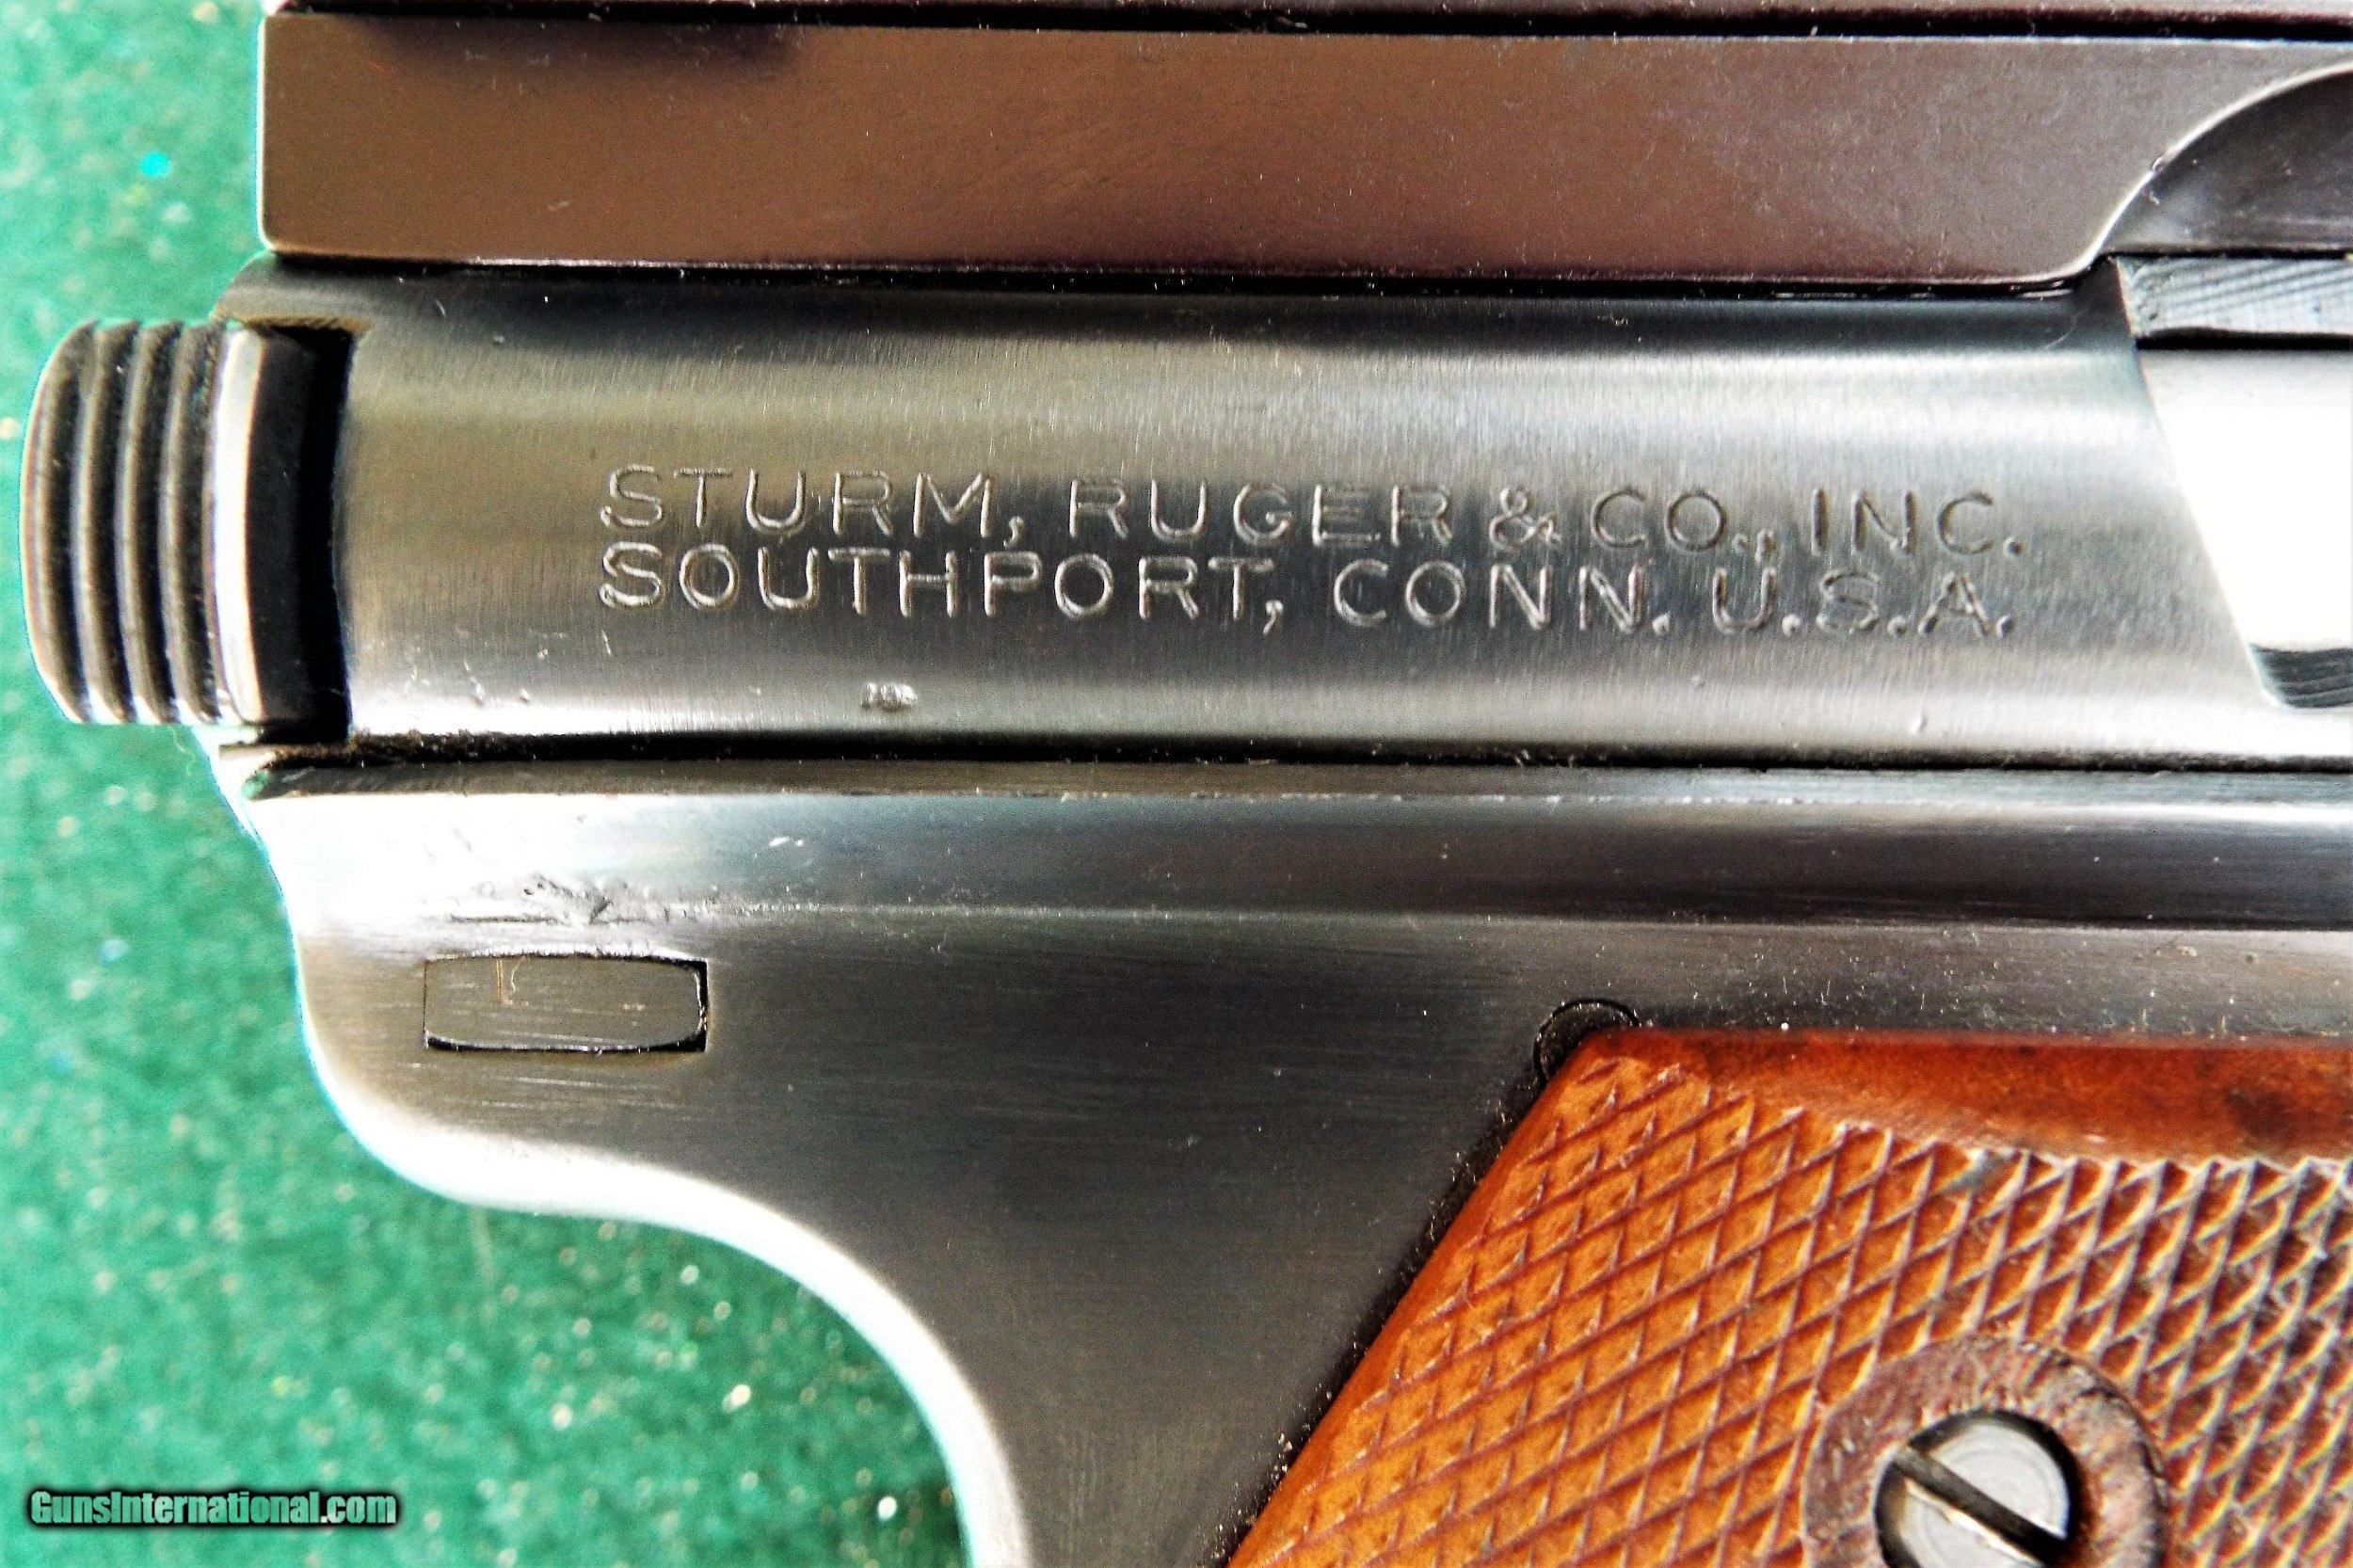 STURM, RUGER & CO., INC.
SOUTHPORT, CONN. U.S.A.
GunsInternational.com